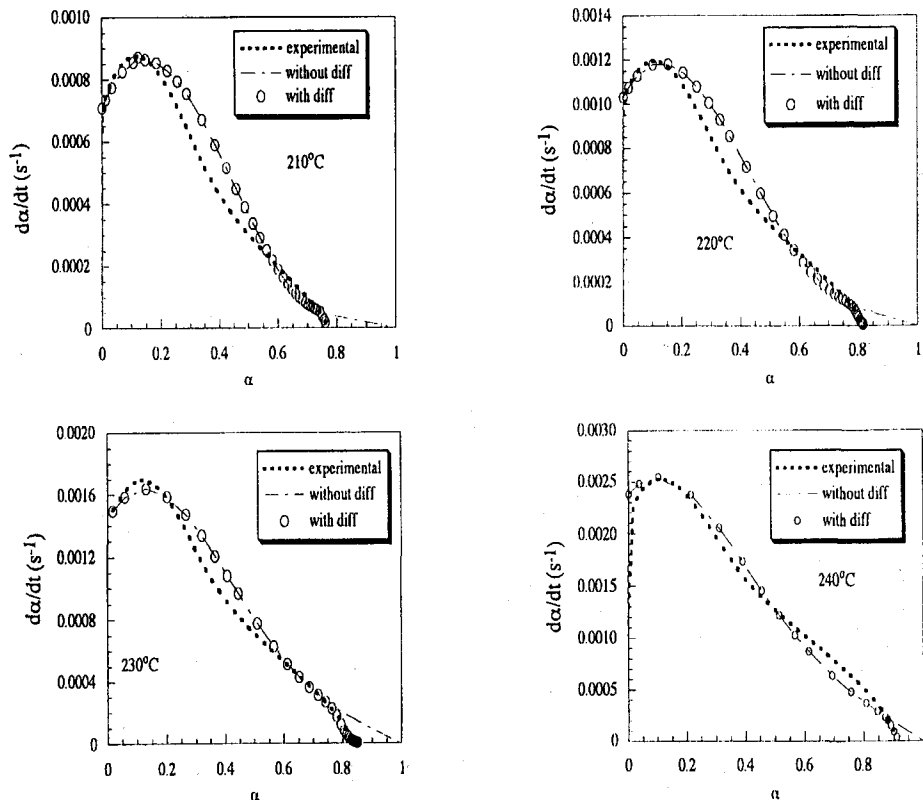 0.0010
0.0008
0.0006
0.0004
0.0002
0
dα/dt (s⁻¹)
experimental
without diff
with diff
210°C
0 0.2 0.4 0.6 0.8 1
α
0.0014
0.0012
0.0010
0.0008
0.0006
0.0004
0.0002
0
dα/dt (s⁻¹)
experimental
without diff
with diff
220°C
0 0.2 0.4 0.6 0.8 1
α
0.0020
0.0016
0.0012
0.0008
0.0004
0
dα/dt (s⁻¹)
experimental
without diff
with diff
230°C
0 0.2 0.4 0.6 0.8 1
α
0.0030
0.0025
0.0020
0.0015
0.0010
0.0005
0.0000
dα/dt (s⁻¹)
experimental
without diff
with diff
240°C
0 0.2 0.4 0.6 0.8
α